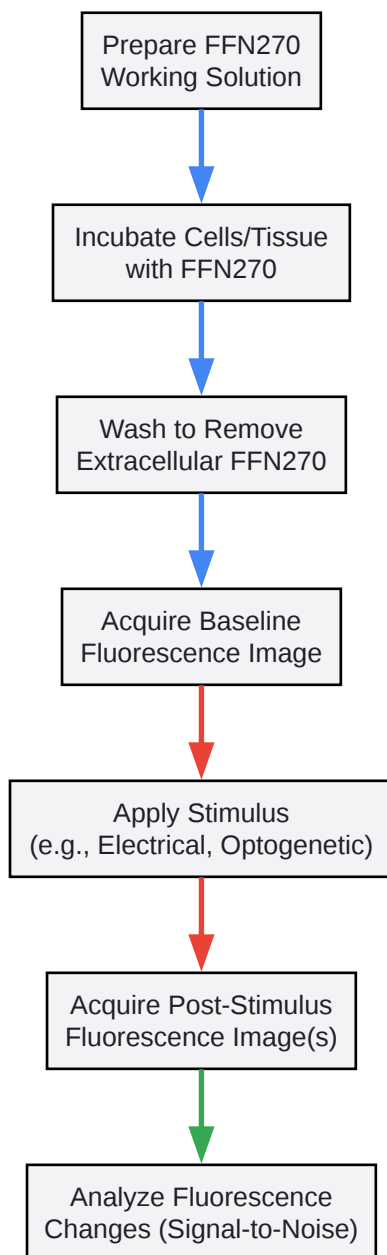 Prepare FFN270
Working Solution
Incubate Cells/Tissue
with FFN270
Wash to Remove
Extracellular FFN270
Acquire Baseline
Fluorescence Image
Apply Stimulus
(e.g., Electrical, Optogenetic)
Acquire Post-Stimulus
Fluorescence Image(s)
Analyze Fluorescence
Changes (Signal-to-Noise)